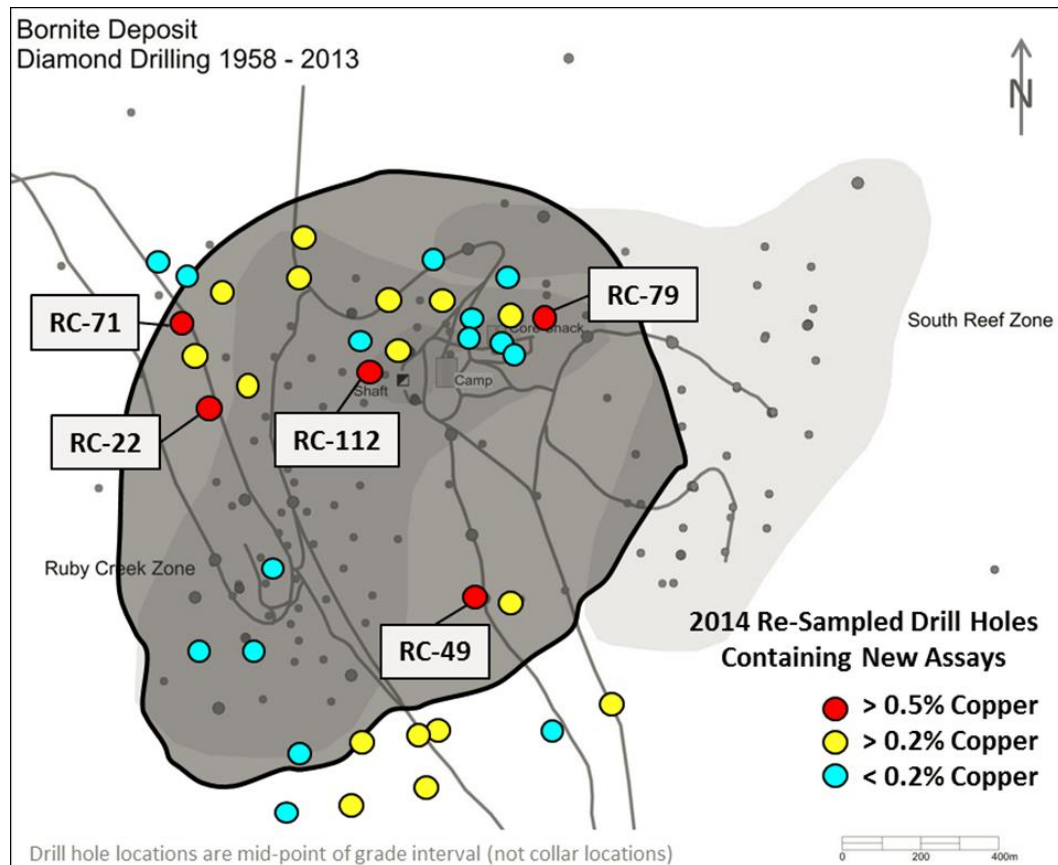 Bornite Deposit
Diamond Drilling 1958 - 2013
N
RC-71
RC-79
South Reef Zone
Core Shack
Camp
Shaft
RC-22
RC-112
Ruby Creek Zone
RC-49
2014 Re-Sampled Drill Holes
Containing New Assays
> 0.5% Copper
> 0.2% Copper
< 0.2% Copper
Drill hole locations are mid-point of grade interval (not collar locations)
0 200 400m